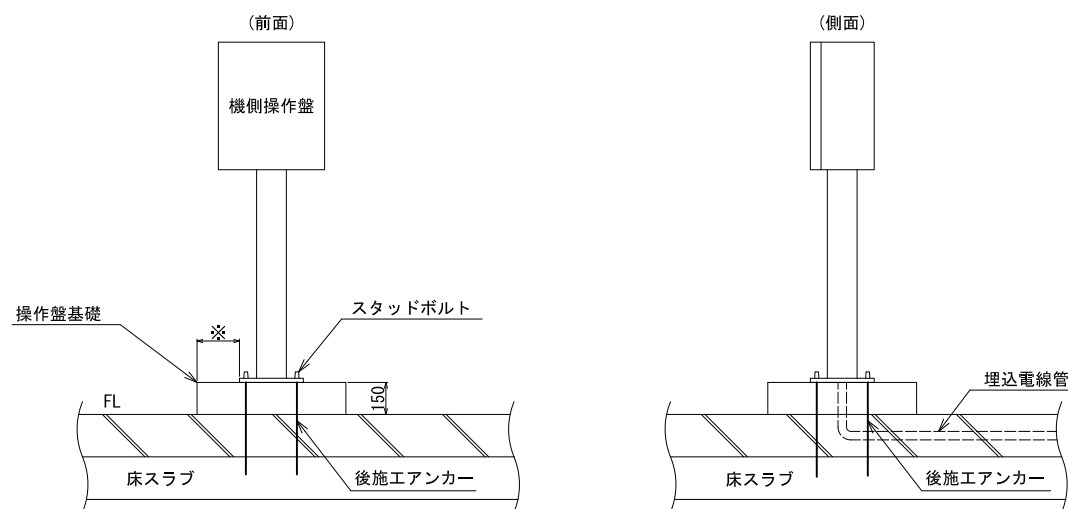 (前面)
機側操作盤
操作盤基礎
※
スタッドボルト
150
FL
床スラブ
後施工アンカー
(側面)
埋込電線管
床スラブ
後施工アンカー